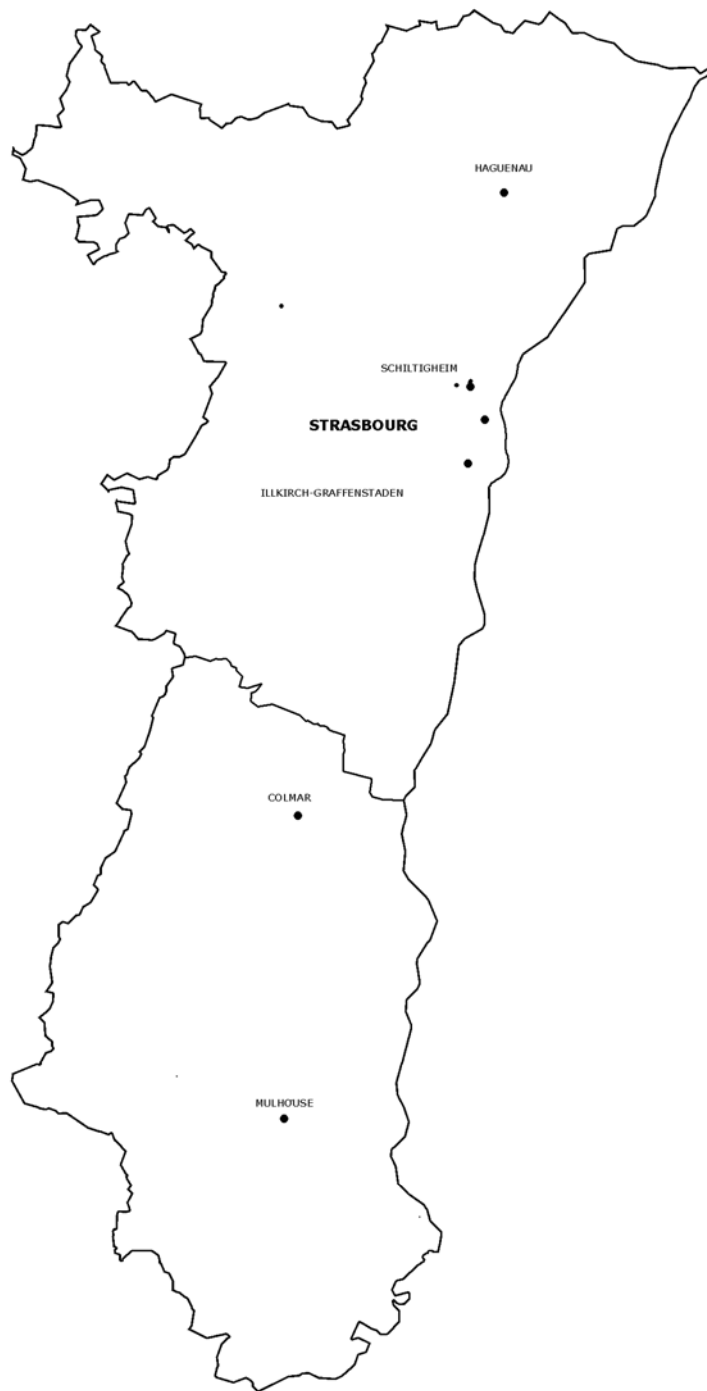 HAGUENAU
SCHILTIGHEIM
STRASBOURG
ILLKIRCH-GRAFFENSTADEN
COLMAR
MULHOUSE